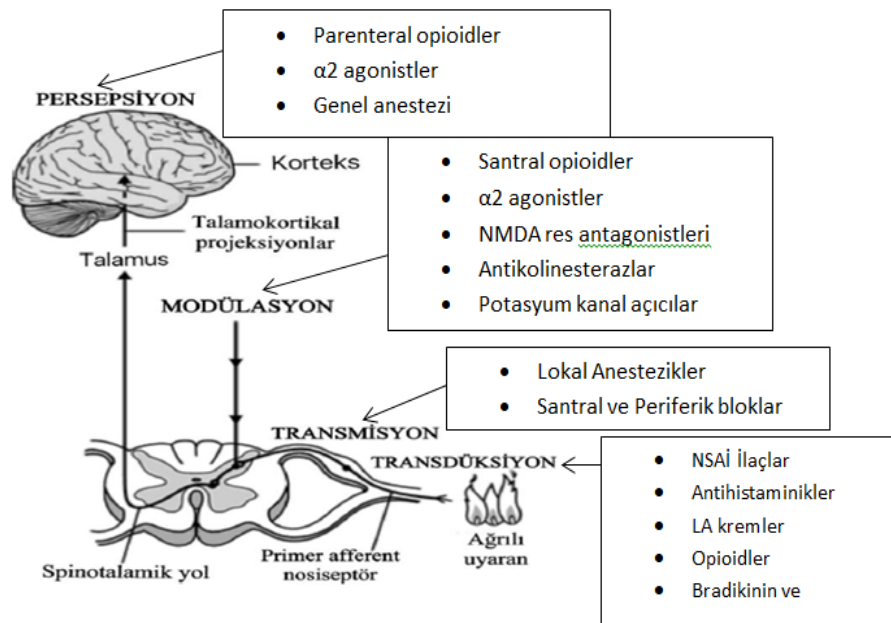 • Parenteral opioidler
• α2 agonistler
• Genel anestezi
PERSEPSİYON
Korteks
Talamokortikal
projeksiyonlar
Talamus
• Santral opioidler
• α2 agonistler
• NMDA res antagonistleri
• Antikolinesterazlar
• Potasyum kanal açıcılar
MODÜLASYON
• Lokal Anestezikler
• Santral ve Periferik bloklar
TRANSMİSYON
TRANSDÜKSİYON
• NSAİ İlaçlar
• Antihistaminikler
• LA kremler
• Opioidler
• Bradikinin ve
Ağrılı
uyaran
Primer afferent
nosiseptör
Spinotalamik yol